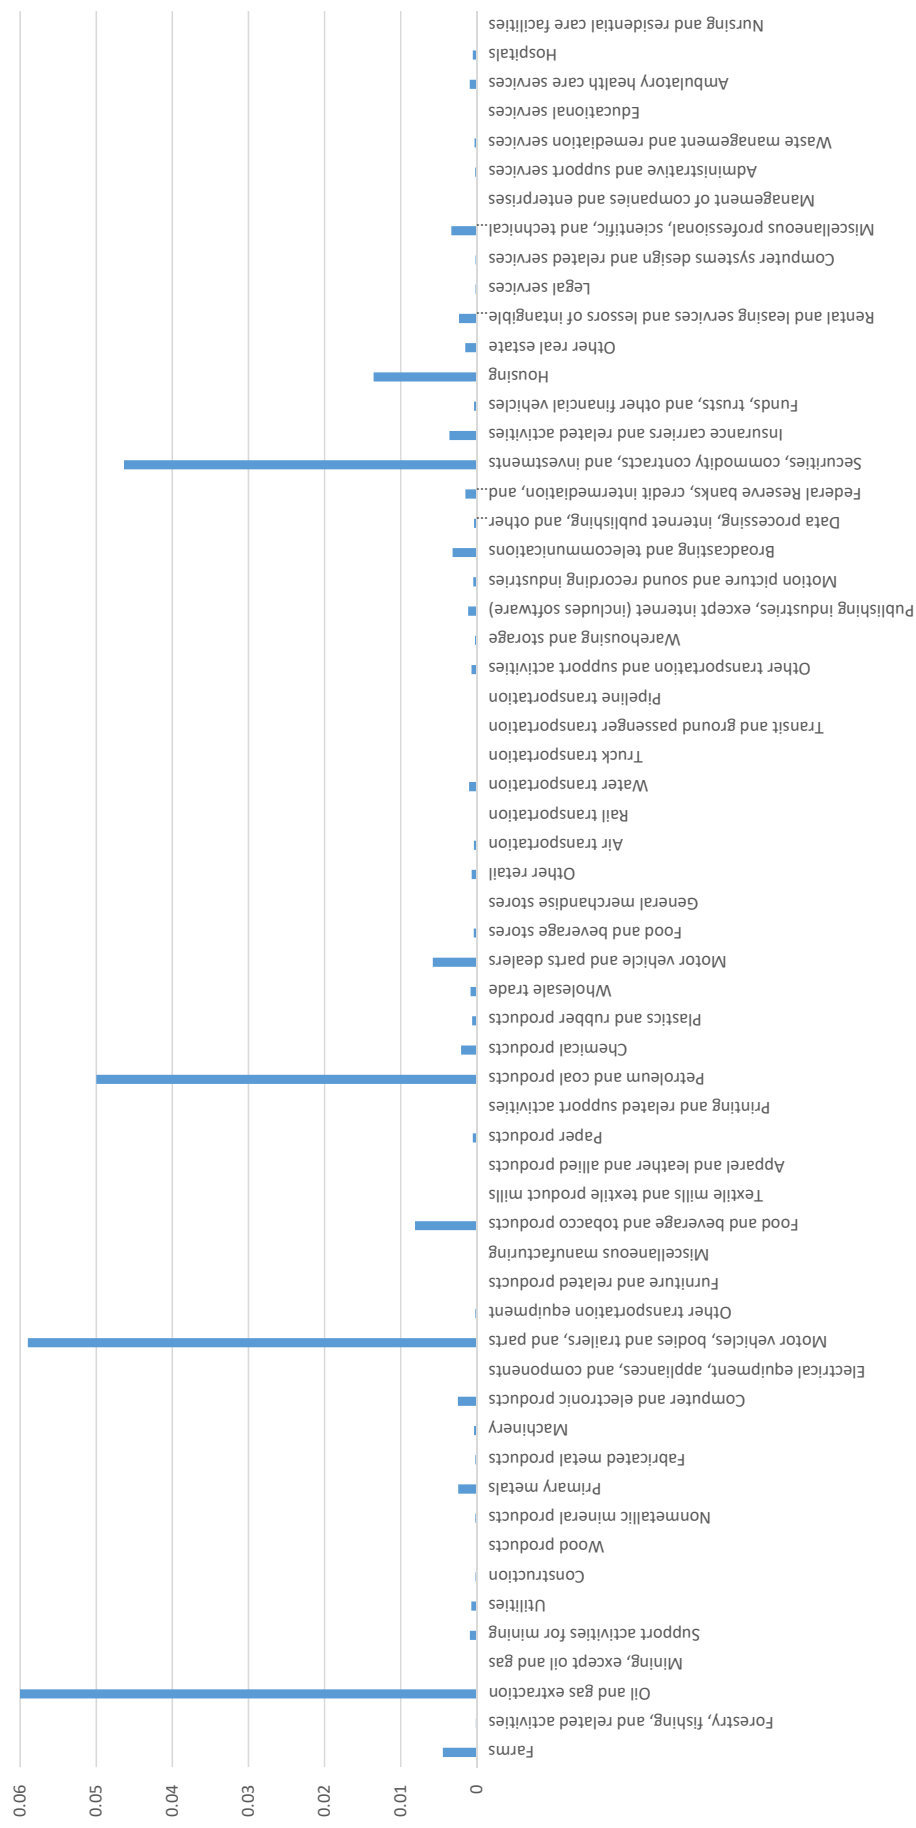 Nursing and residential care facilities
Hospitals
Ambulatory health care services
Educational services
Waste management and remediation services
Administrative and support services
Management of companies and enterprises
Miscellaneous professional, scientific, and technical…
Computer systems design and related services
Legal services
Rental and leasing services and lessors of intangible…
Other real estate
Housing
Funds, trusts, and other financial vehicles
Insurance carriers and related activities
Securities, commodity contracts, and investments
Federal Reserve banks, credit intermediation, and…
Data processing, internet publishing, and other…
Broadcasting and telecommunications
Motion picture and sound recording industries
Publishing industries, except internet (includes software)
Warehousing and storage
Other transportation and support activities
Pipeline transportation
Transit and ground passenger transportation
Truck transportation
Water transportation
Rail transportation
Air transportation
Other retail
General merchandise stores
Food and beverage stores
Motor vehicle and parts dealers
Wholesale trade
Plastics and rubber products
Chemical products
Petroleum and coal products
Printing and related support activities
Paper products
Apparel and leather and allied products
Textile mills and textile product mills
Food and beverage and tobacco products
Miscellaneous manufacturing
Furniture and related products
Other transportation equipment
Motor vehicles, bodies and trailers, and parts
Electrical equipment, appliances, and components
Computer and electronic products
Machinery
Fabricated metal products
Primary metals
Nonmetallic mineral products
Wood products
Construction
Utilities
Support activities for mining
Mining, except oil and gas
Oil and gas extraction
Forestry, fishing, and related activities
Farms
0.06
0.05
0.04
0.03
0.02
0.01
0